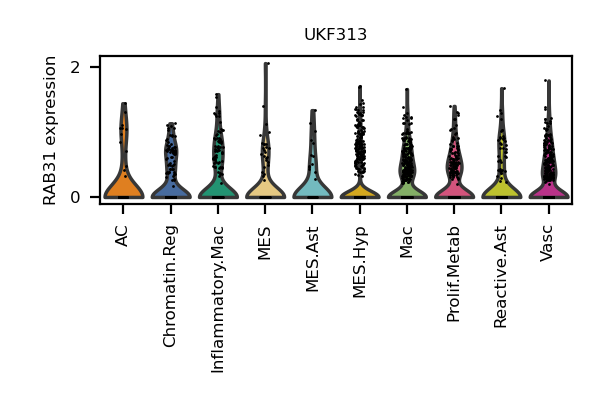 UKF313
RAB31 expression
2
0
AC
Chromatin.Reg
Inflammatory.Mac
MES
MES.Ast
MES.Hyp
Mac
Prolif.Metab
Reactive.Ast
Vasc